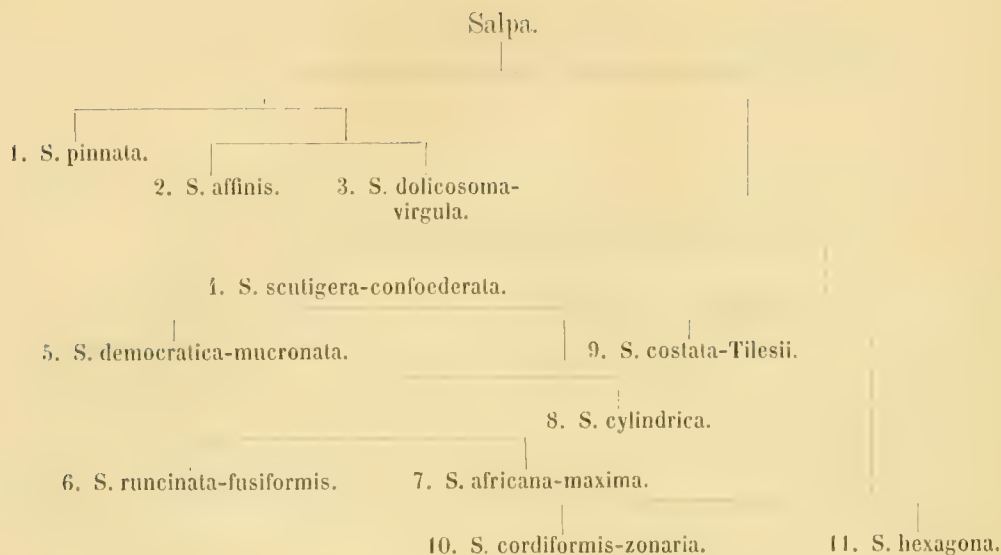 Salpa.
1. S. pinnata.
2. S. affinis.
3. S. dolicosoma-
virgula.
4. S. scutigera-confoederata.
5. S. democratica-mucronata.
9. S. costata-Tilesii.
8. S. cylindrica.
6. S. runcinata-fusiformis.
7. S. africana-maxima.
10. S. cordiformis-zonaria.
11. S. hexagona.